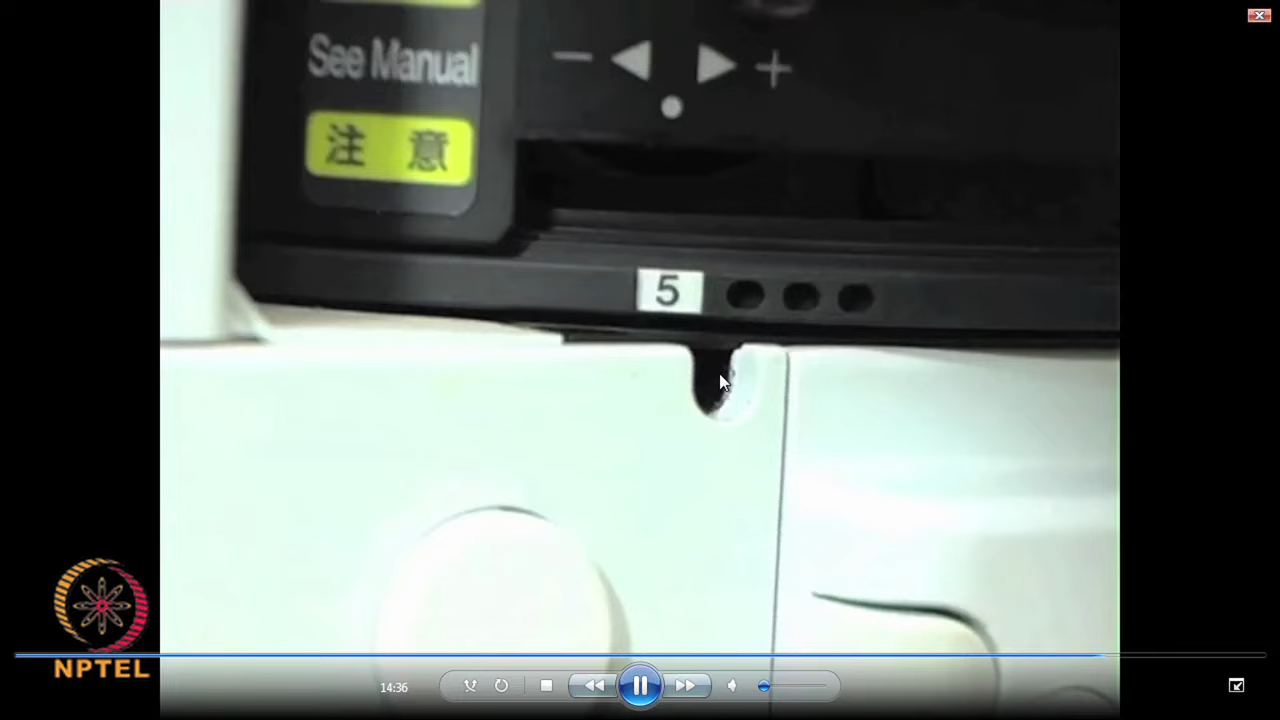 See Manual
注 意
− ◀ ▶ +
5
NPTEL
14:36